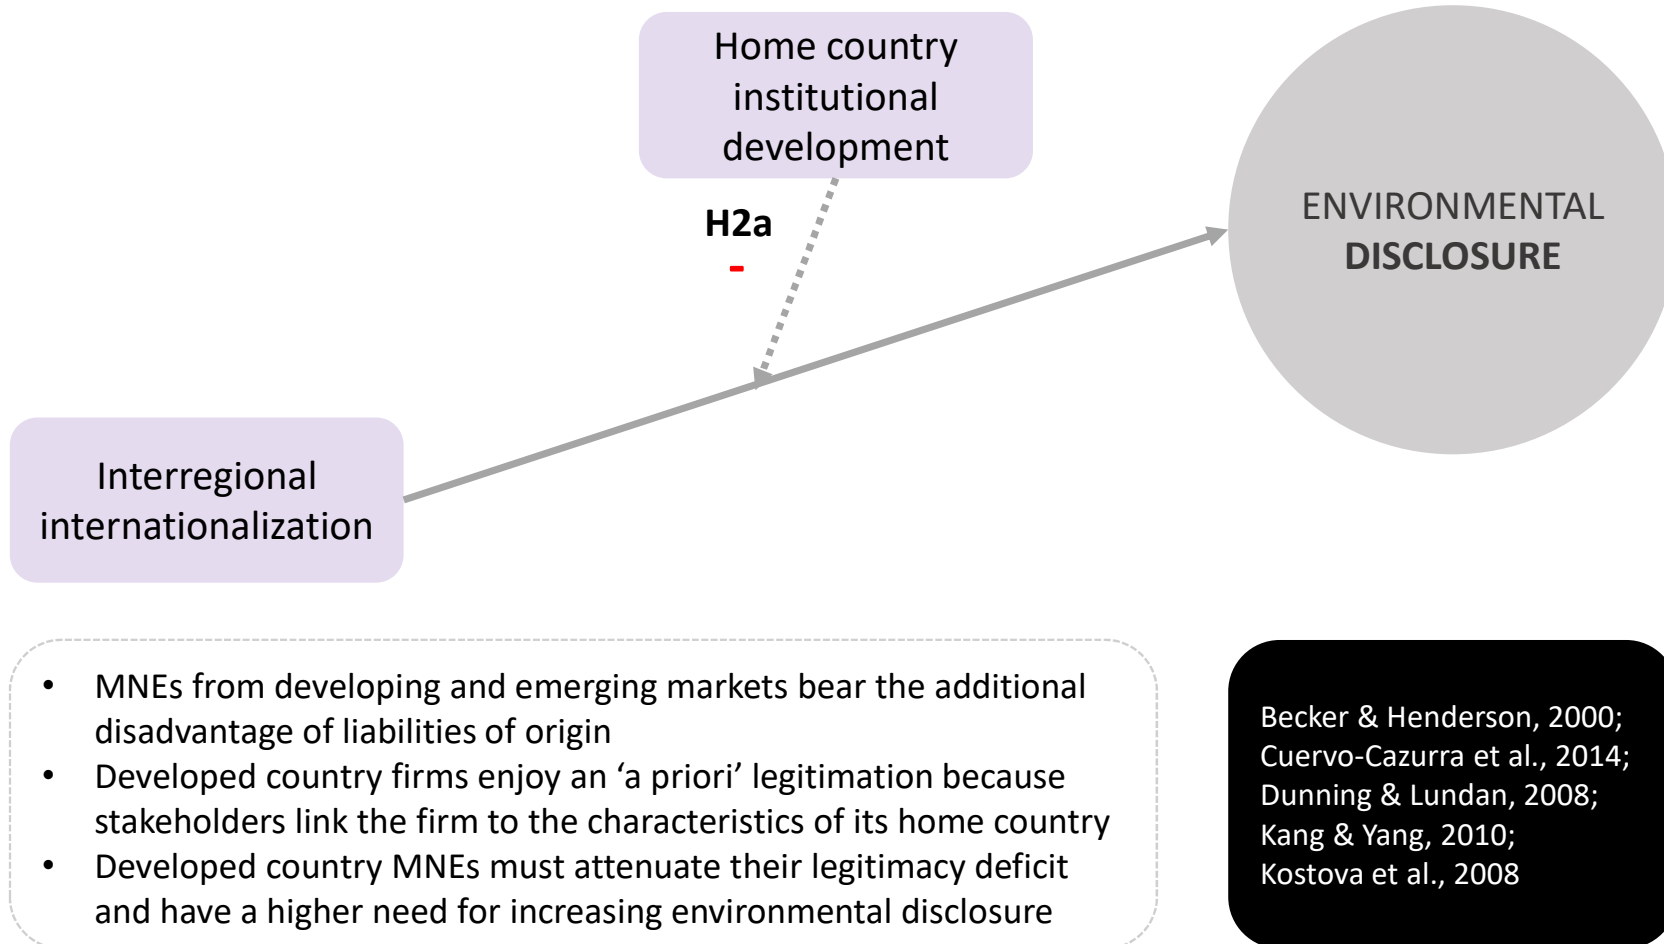 Home country
institutional
development
H2a
-
ENVIRONMENTAL
DISCLOSURE
Interregional
internationalization
• MNEs from developing and emerging markets bear the additional
disadvantage of liabilities of origin
• Developed country firms enjoy an ‘a priori’ legitimation because
stakeholders link the firm to the characteristics of its home country
• Developed country MNEs must attenuate their legitimacy deficit
and have a higher need for increasing environmental disclosure
Becker & Henderson, 2000;
Cuervo-Cazurra et al., 2014;
Dunning & Lundan, 2008;
Kang & Yang, 2010;
Kostova et al., 2008